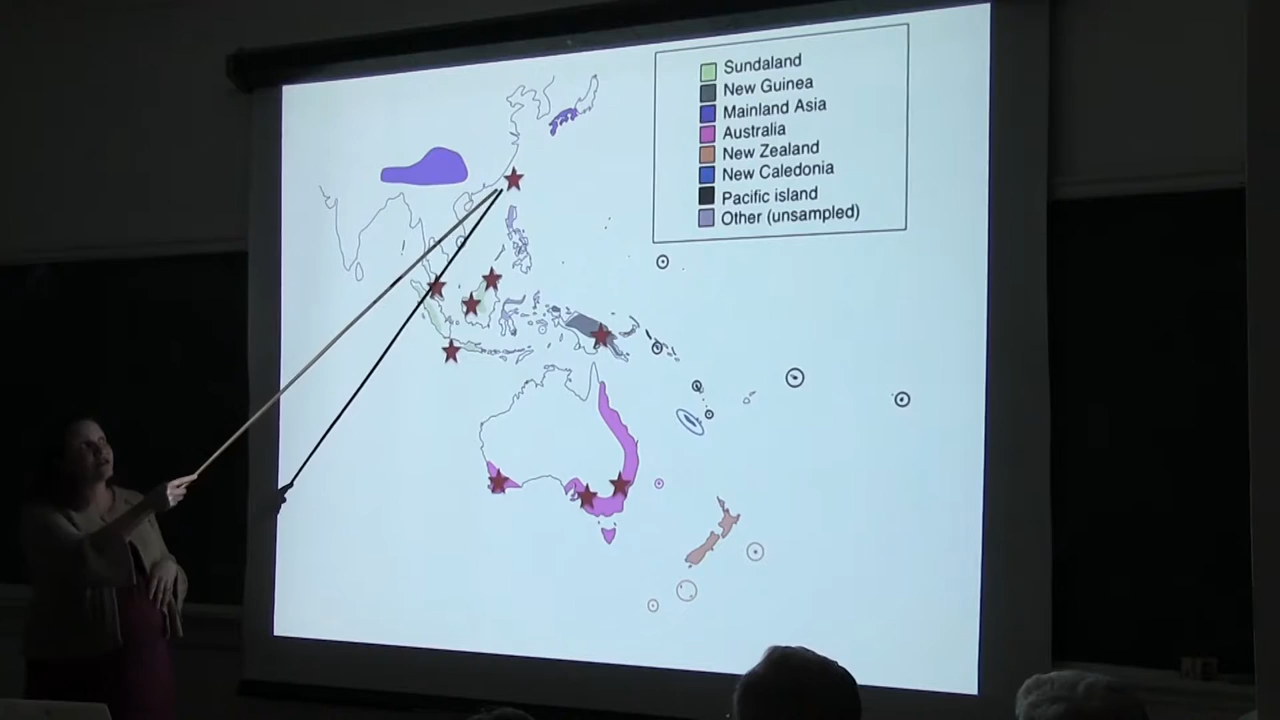 Sundaland
New Guinea
Mainland Asia
Australia
New Zealand
New Caledonia
Pacific island
Other (unsampled)